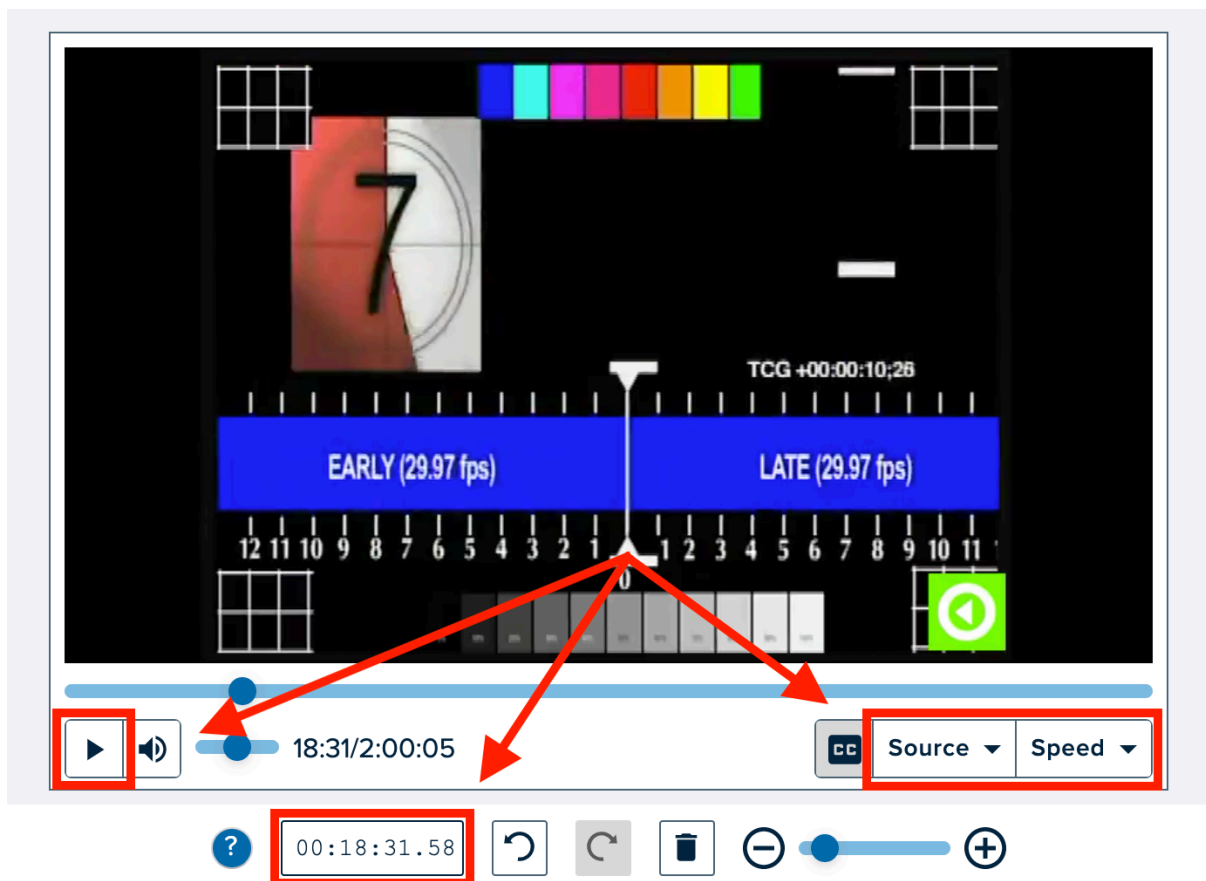 7
TCG +00:00:10;26
EARLY (29.97 fps) LATE (29.97 fps)
12 11 10 9 8 7 6 5 4 3 2 1 1 2 3 4 5 6 7 8 9 10 11
0
18:31/2:00:05 CC Source Speed
? 00:18:31.58